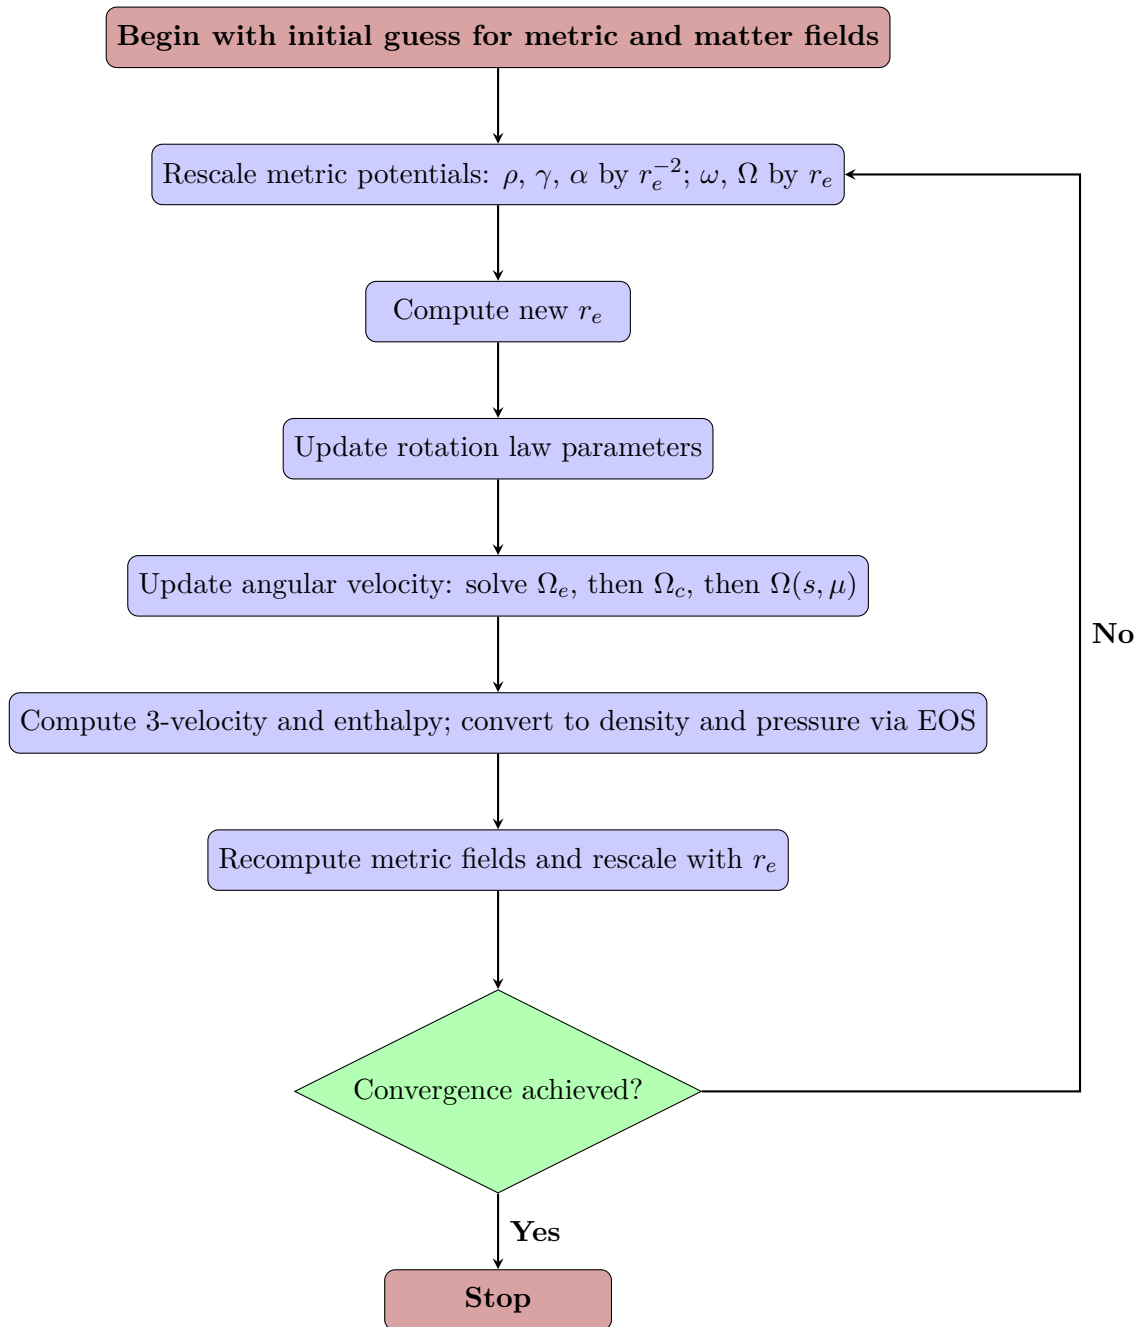 Begin with initial guess for metric and matter fields
Rescale metric potentials: ρ, γ, α by r_e^{-2}; ω, Ω by r_e
Compute new r_e
Update rotation law parameters
Update angular velocity: solve Ω_e, then Ω_c, then Ω(s, μ)
No
Compute 3-velocity and enthalpy; convert to density and pressure via EOS
Recompute metric fields and rescale with r_e
Convergence achieved?
Yes
Stop